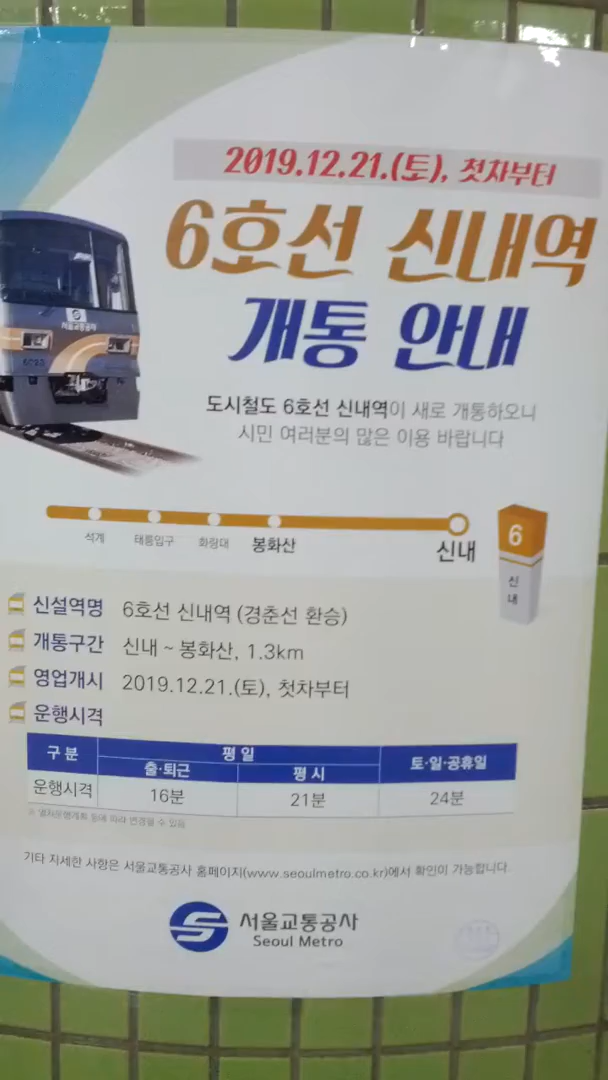 2019.12.21.(토), 첫차부터
6호선 신내역
개통 안내
서울교통공사
도시철도 6호선 신내역이 새로 개통하오니
시민 여러분의 많은 이용 바랍니다
석계 태릉입구 화랑대 봉화산 신내
6
신내
신설역명 6호선 신내역 (경춘선 환승)
개통구간 신내 ~ 봉화산, 1.3km
영업개시 2019.12.21.(토), 첫차부터
운행시격
구 분 평 일 토·일·공휴일
출·퇴근 평 시
운행시격 16분 21분 24분
※ 열차운행계획 등에 따라 변경될 수 있음
기타 자세한 사항은 서울교통공사 홈페이지(www.seoulmetro.co.kr)에서 확인이 가능합니다.
서울교통공사
Seoul Metro